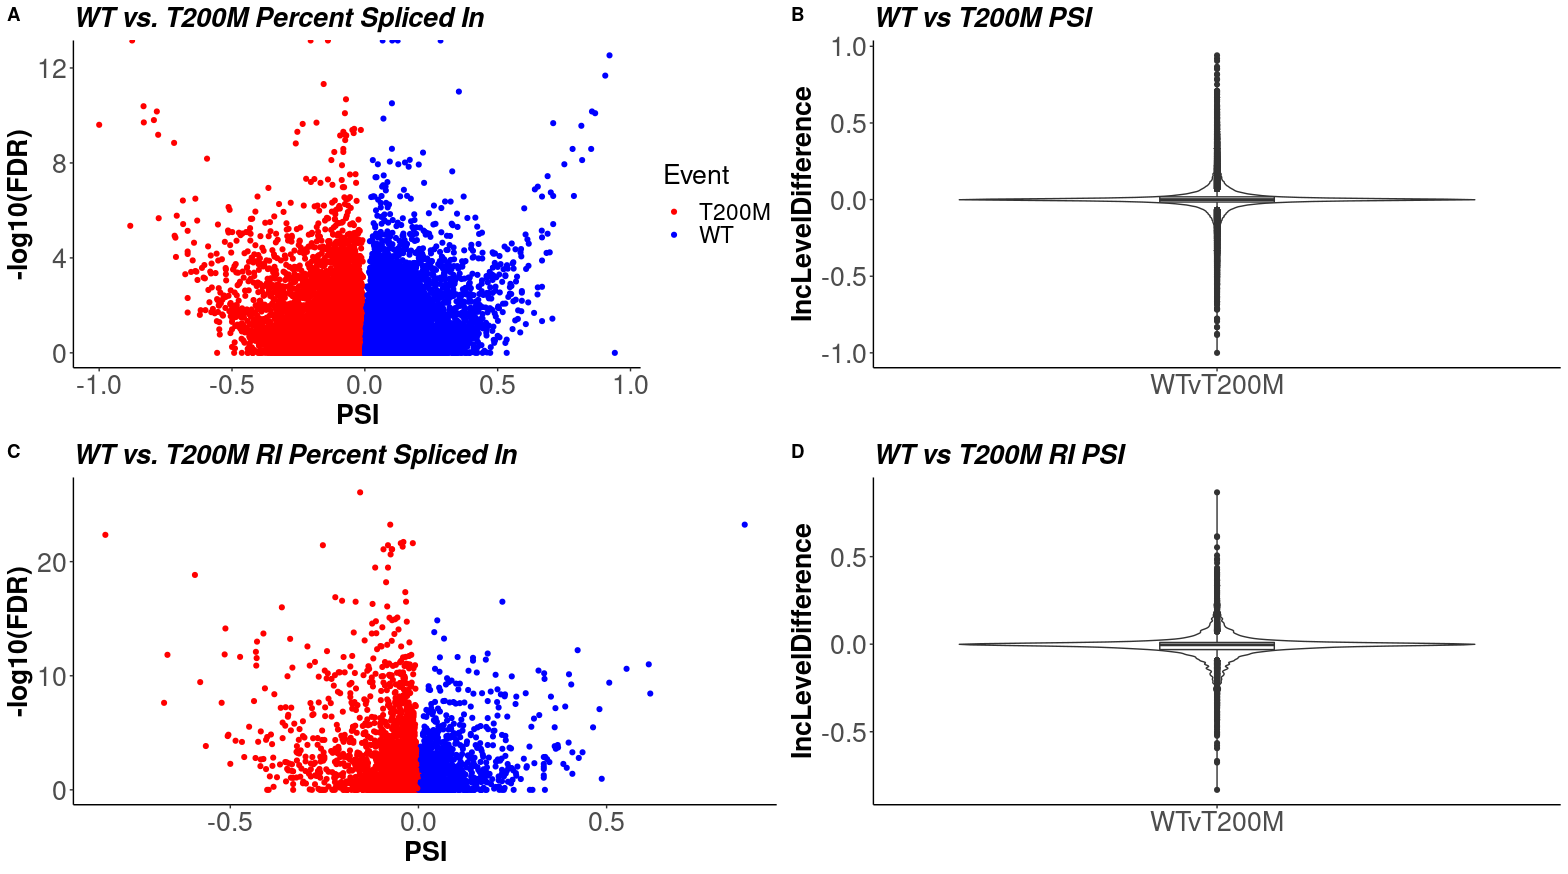 A
WT vs. T200M Percent Spliced In
-log10(FDR)
12
8
4
0
-1.0
-0.5
0.0
0.5
1.0
PSI
Event
T200M
WT
B
WT vs T200M PSI
IncLevelDifference
1.0
0.5
0.0
-0.5
-1.0
WTvT200M
C
WT vs. T200M RI Percent Spliced In
-log10(FDR)
20
10
0
-0.5
0.0
0.5
PSI
D
WT vs T200M RI PSI
IncLevelDifference
0.5
0.0
-0.5
WTvT200M